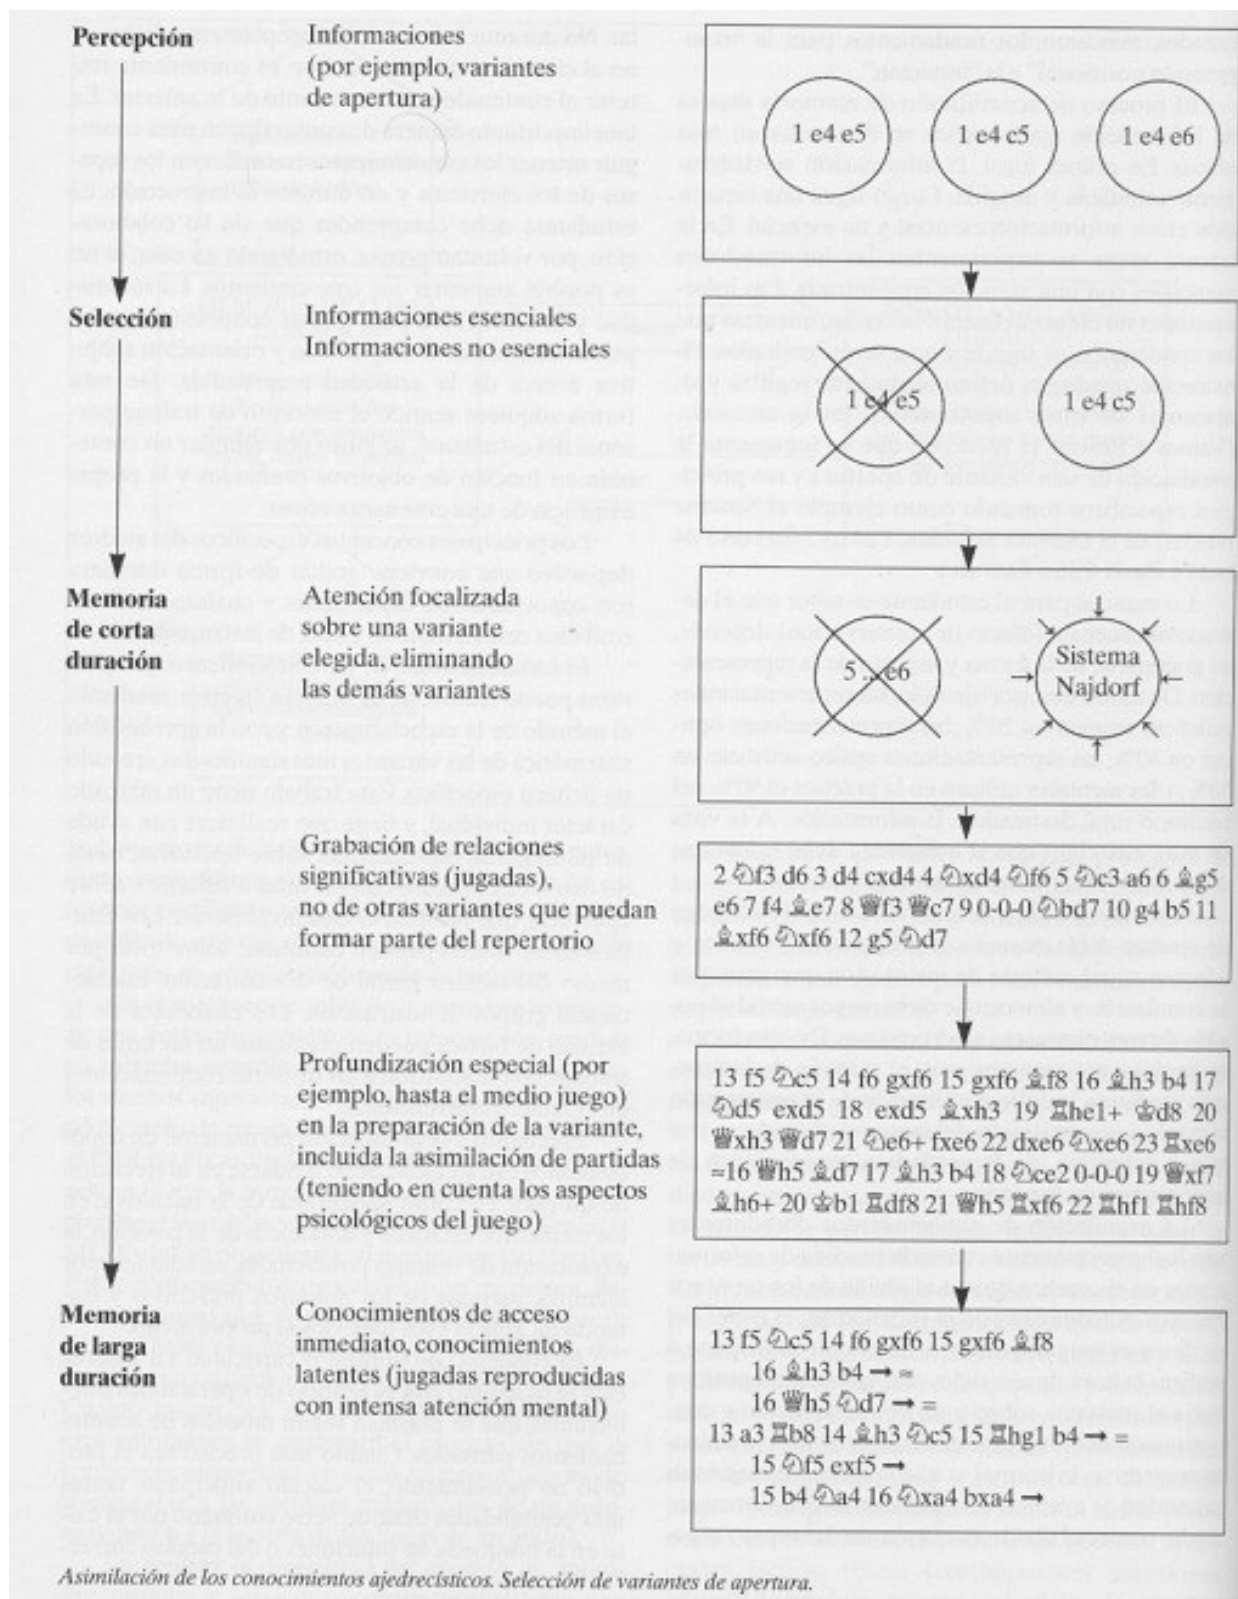 Percepción
Informaciones
(por ejemplo, variantes
de apertura)
1 e4 e5
1 e4 c5
1 e4 e6
Selección
Informaciones esenciales
Informaciones no esenciales
1 e4 e5
1 e4 c5
Memoria
de corta
duración
Atención focalizada
sobre una variante
elegida, eliminando
las demás variantes
5 ... e6
Sistema
Najdorf
Grabación de relaciones
significativas (jugadas),
no de otras variantes que puedan
formar parte del repertorio
2 ♘f3 d6 3 d4 cxd4 4 ♘xd4 ♘f6 5 ♘c3 a6 6 ♗g5
e6 7 f4 ♗e7 8 ♕f3 ♕c7 9 0-0-0 ♘bd7 10 g4 b5 11
♗xf6 ♘xf6 12 g5 ♘d7
Profundización especial (por
ejemplo, hasta el medio juego)
en la preparación de la variante,
incluida la asimilación de partidas
(teniendo en cuenta los aspectos
psicológicos del juego)
13 f5 ♘c5 14 f6 gxf6 15 gxf6 ♗f8 16 ♗h3 b4 17
♘d5 exd5 18 exd5 ♗xh3 19 ♖he1+ ♔d8 20
♕xh3 ♕d7 21 ♘e6+ fxe6 22 dxe6 ♘xe6 23 ♖xe6
=16 ♕h5 ♗d7 17 ♗h3 b4 18 ♘ce2 0-0-0 19 ♕xf7
♗h6+ 20 ♔b1 ♖df8 21 ♕h5 ♖xf6 22 ♖hf1 ♖hf8
Memoria
de larga
duración
Conocimientos de acceso
inmediato, conocimientos
latentes (jugadas reproducidas
con intensa atención mental)
13 f5 ♘c5 14 f6 gxf6 15 gxf6 ♗f8
16 ♗h3 b4 → ≈
16 ♕h5 ♘d7 → =
13 a3 ♖b8 14 ♗h3 ♘c5 15 ♖hg1 b4 → =
15 ♘f5 exf5 →
15 b4 ♘a4 16 ♘xa4 bxa4 →
Asimilación de los conocimientos ajedrecísticos. Selección de variantes de apertura.